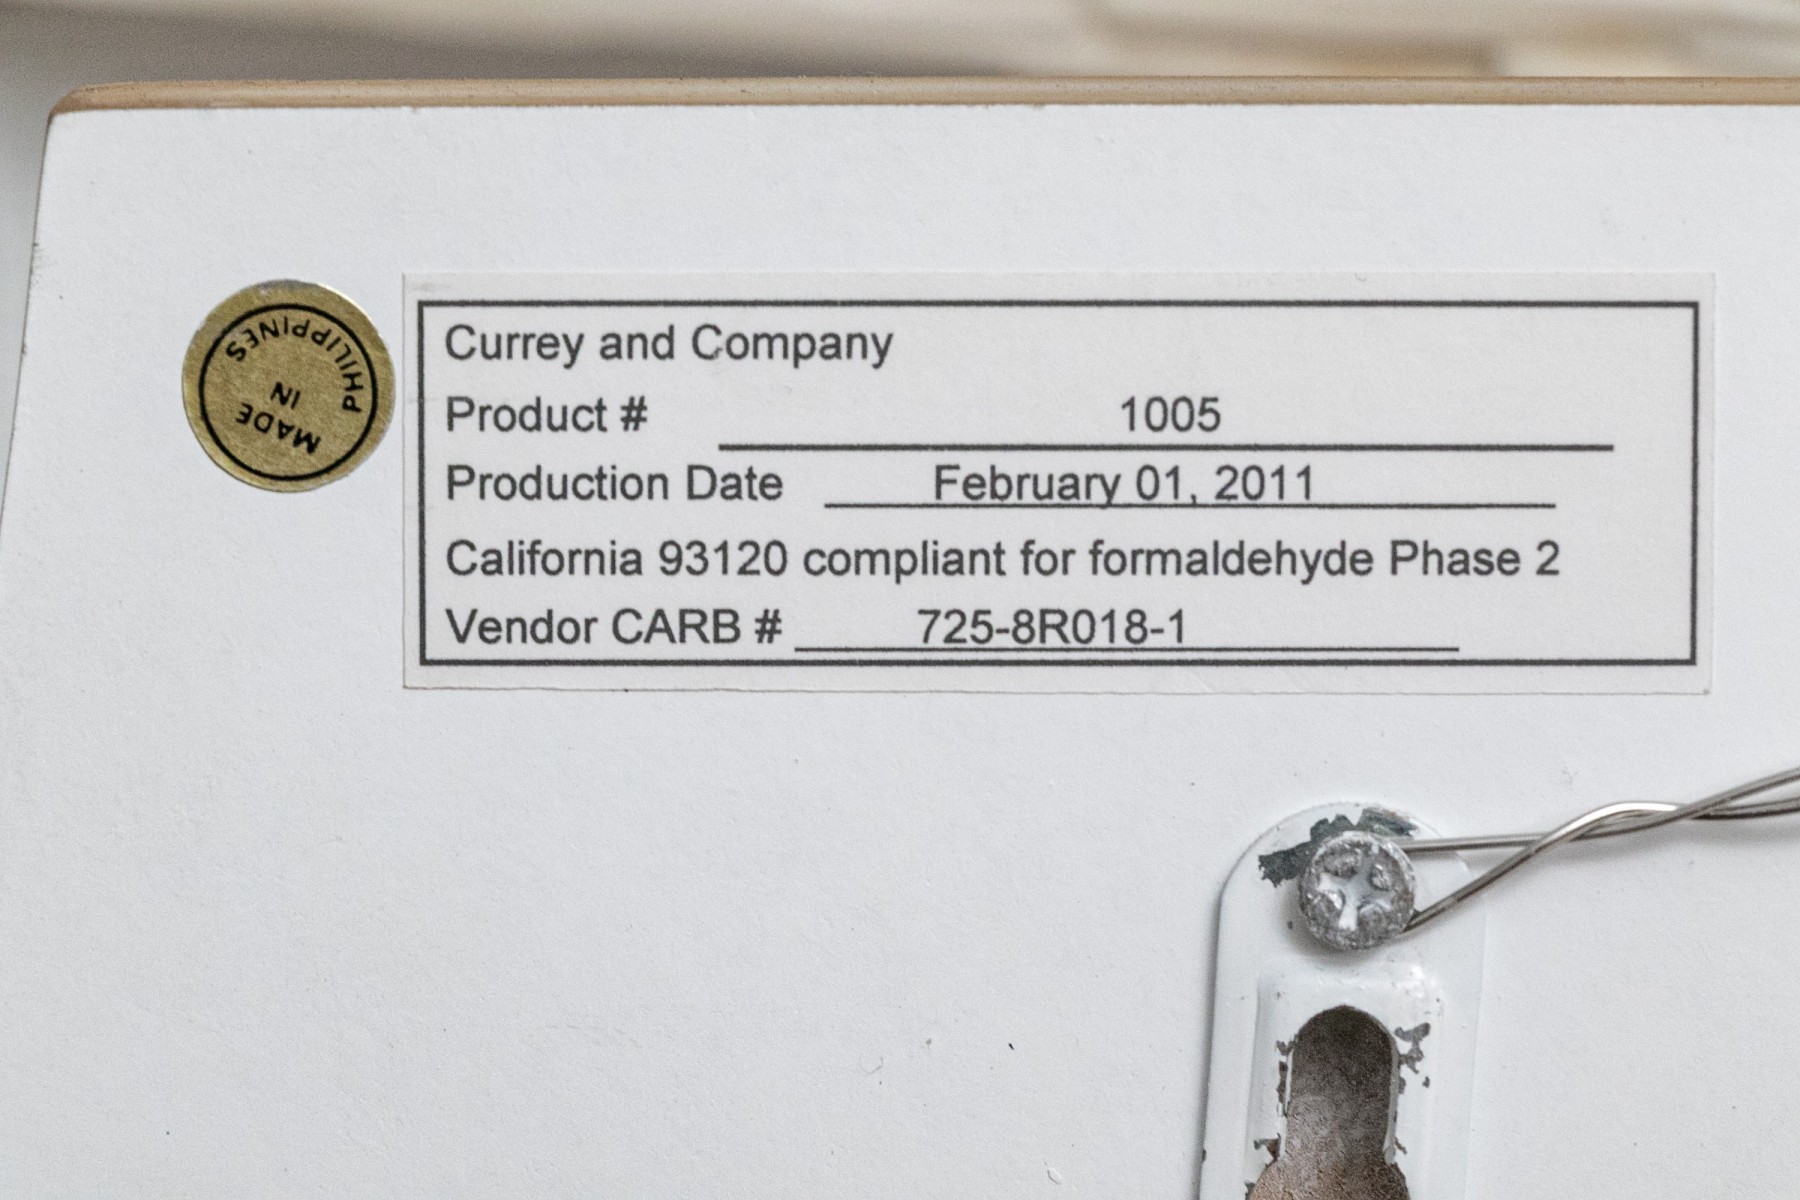 MADE
IN
PHILIPPINES
Currey and Company
Product # 1005
Production Date February 01, 2011
California 93120 compliant for formaldehyde Phase 2
Vendor CARB # 725-8R018-1